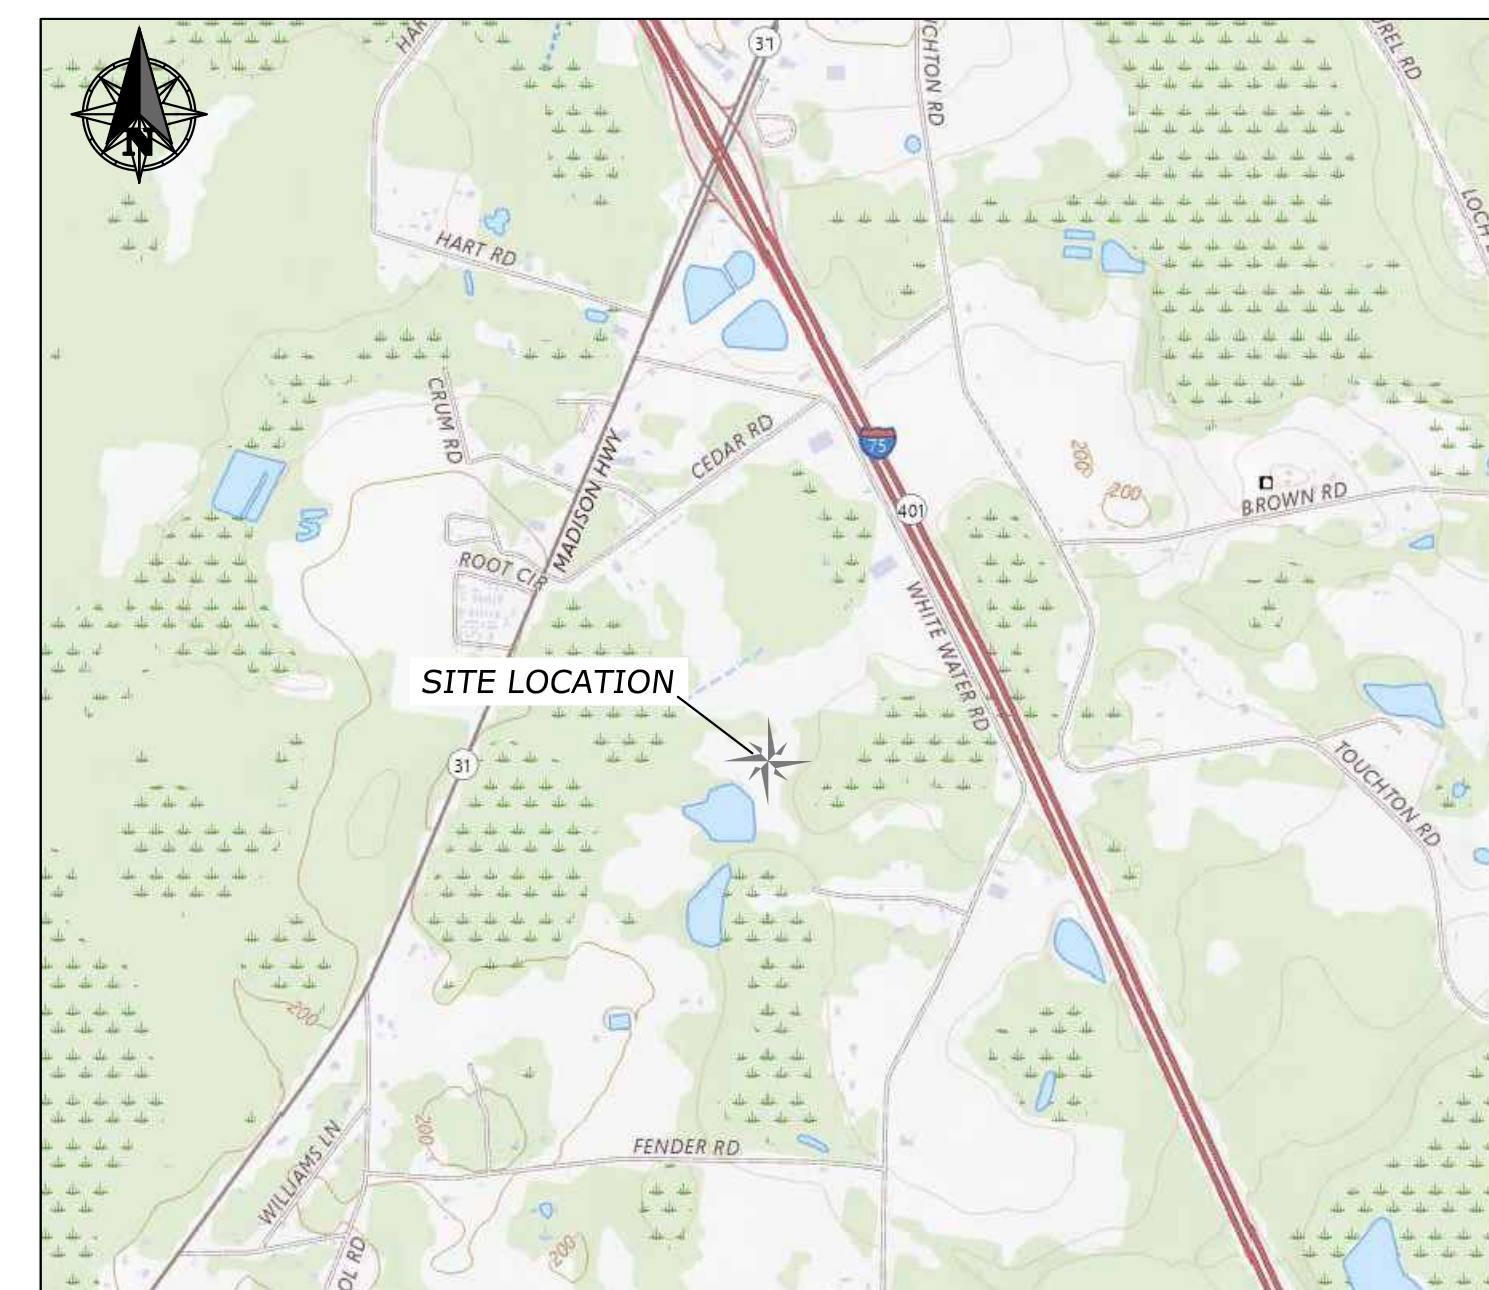 31
N
HART RD
CRUM RD
MADISON HWY
CEDAR RD
75
401
200
200
BROWN RD
ROOT CIR
WHITE WATER RD
SITE LOCATION
31
TOUCHTON RD
200
200
FENDER RD
WILLIAMS LN
200